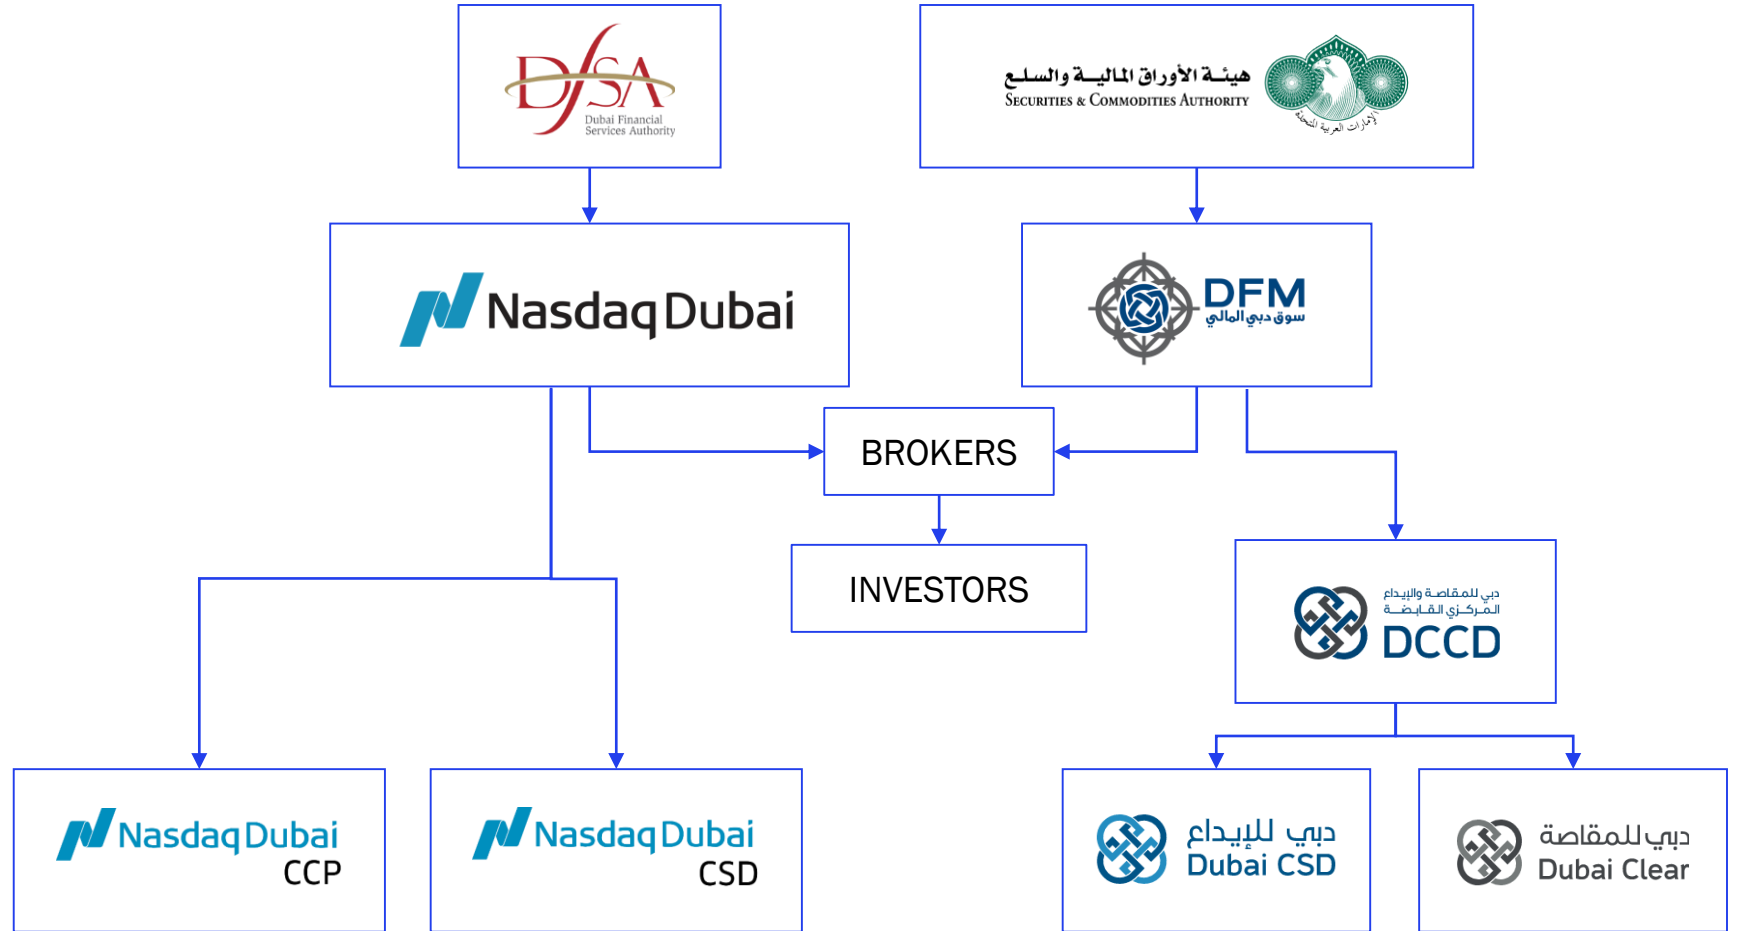 DFSA
Dubai Financial
Services Authority
هيئة الأوراق المالية والسلع
SECURITIES & COMMODITIES AUTHORITY
الإمارات العربية المتحدة
Nasdaq Dubai
DFM
سوق دبي المالي
BROKERS
INVESTORS
دبي للمقاصة والإيداع
المركزي القابضة
DCCD
Nasdaq Dubai
CCP
Nasdaq Dubai
CSD
دبي للإيداع
Dubai CSD
دبي للمقاصة
Dubai Clear